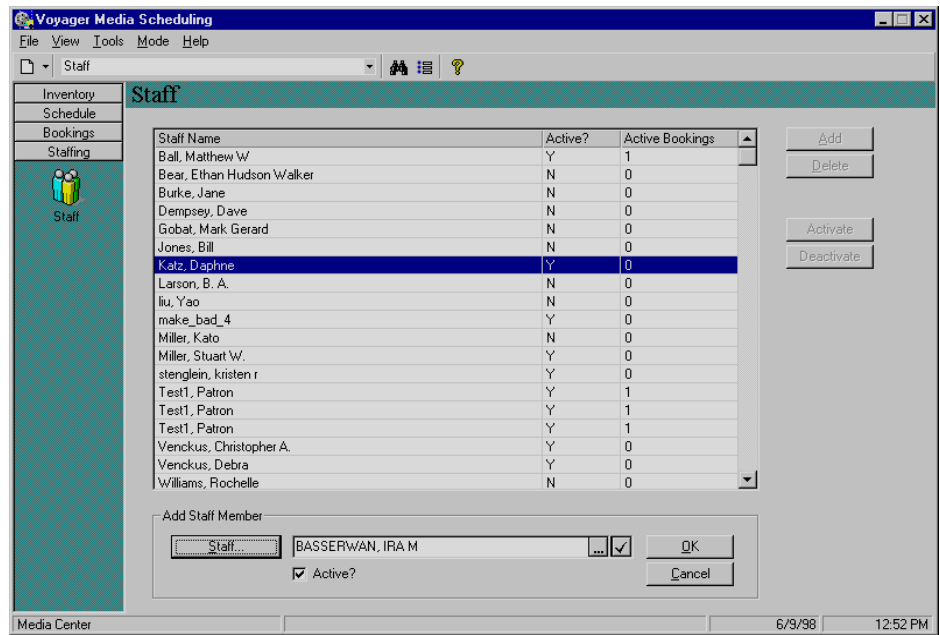 Voyager Media Scheduling
File View Tools Mode Help
Staff
Inventory
Schedule
Bookings
Staffing
Staff
Staff
Staff Name Active? Active Bookings
Ball, Matthew W Y 1
Bear, Ethan Hudson Walker N 0
Burke, Jane N 0
Dempsey, Dave N 0
Gobat, Mark Gerard N 0
Jones, Bill N 0
Katz, Daphne Y 0
Larson, B. A. N 0
liu, Yao N 0
make_bad_4 Y 0
Miller, Kato N 0
Miller, Stuart W. Y 0
stenglein, kristen r Y 0
Test1, Patron Y 1
Test1, Patron Y 1
Test1, Patron Y 1
Venckus, Christopher A. Y 0
Venckus, Debra Y 0
Williams, Rochelle N 0
Add
Delete
Activate
Deactivate
Add Staff Member
Staff... BASSERWAN, IRA M ... OK
Active? Cancel
Media Center 6/9/98 12:52 PM